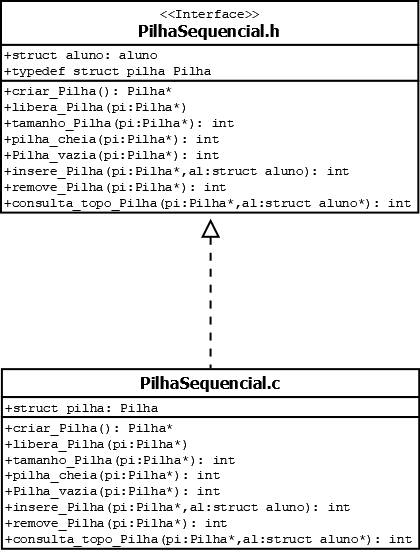 <<Interface>>
PilhaSequencial.h
+struct aluno: aluno
+typedef struct pilha Pilha
+criar_Pilha(): Pilha*
+libera_Pilha(pi:Pilha*)
+tamanho_Pilha(pi:Pilha*): int
+pilha_cheia(pi:Pilha*): int
+Pilha_vazia(pi:Pilha*): int
+insere_Pilha(pi:Pilha*,al:struct aluno): int
+remove_Pilha(pi:Pilha*): int
+consulta_topo_Pilha(pi:Pilha*,al:struct aluno*): int
PilhaSequencial.c
+struct pilha: Pilha
+criar_Pilha(): Pilha*
+libera_Pilha(pi:Pilha*)
+tamanho_Pilha(pi:Pilha*): int
+pilha_cheia(pi:Pilha*): int
+Pilha_vazia(pi:Pilha*): int
+insere_Pilha(pi:Pilha*,al:struct aluno): int
+remove_Pilha(pi:Pilha*): int
+consulta_topo_Pilha(pi:Pilha*,al:struct aluno*): int